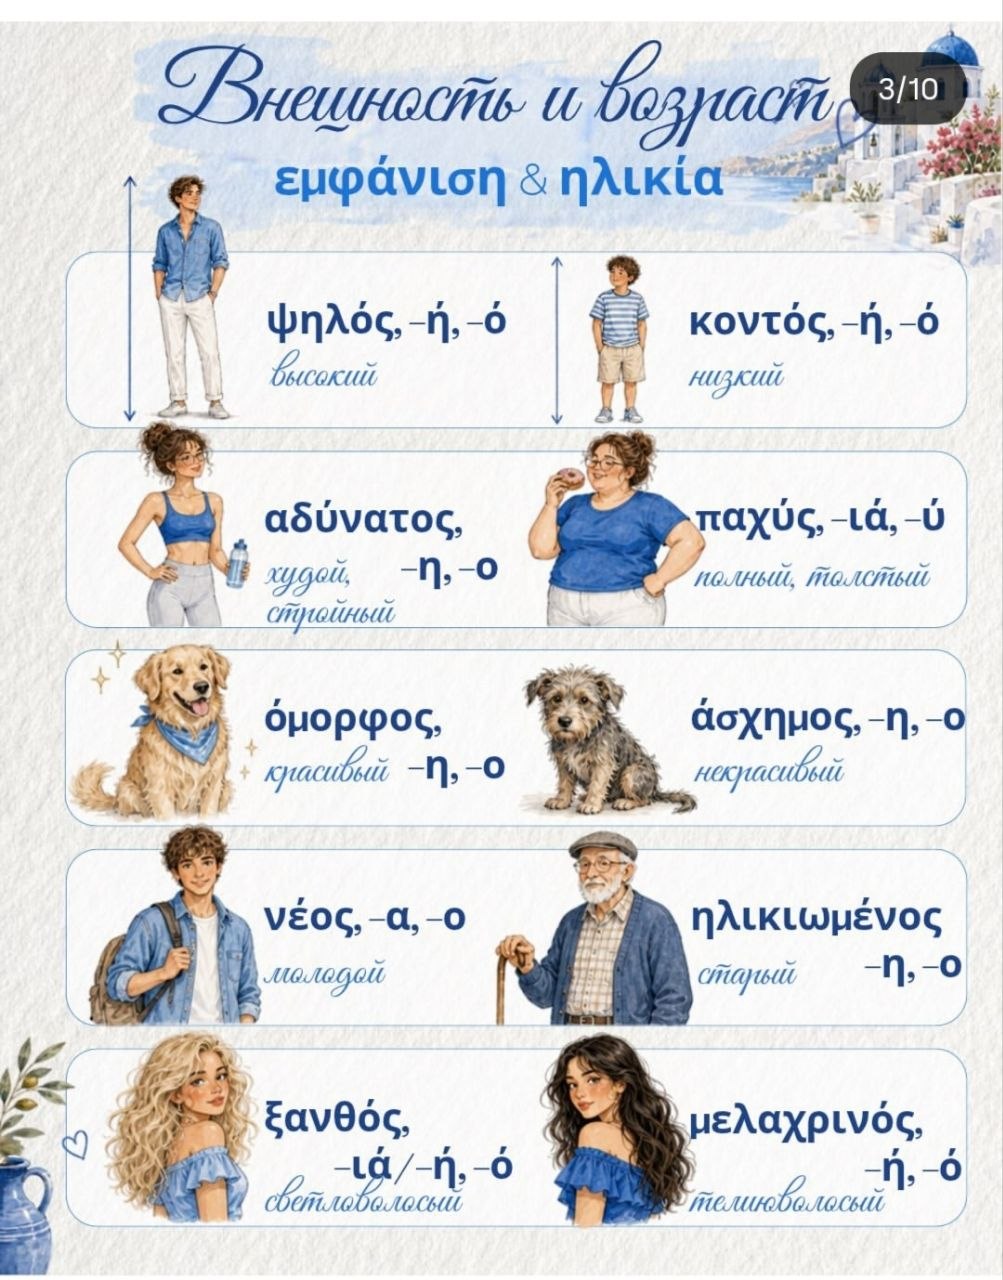 Внешность и возраст
3/10
εμφάνιση & ηλικία
ψηλός, –ή, –ό
высокий
κοντός, –ή, –ό
низкий
αδύνατος,
–η, –ο
худой,
стройный
παχύς, –ιά, –ύ
полный, толстый
όμορφος,
–η, –ο
красивый
άσχημος, –η, –ο
некрасивый
νέος, –α, –ο
молодой
ηλικιωμένος
–η, –ο
старый
ξανθός,
–ιά/–ή, –ό
светловолосый
μελαχρινός,
–ή, –ό
темноволосый